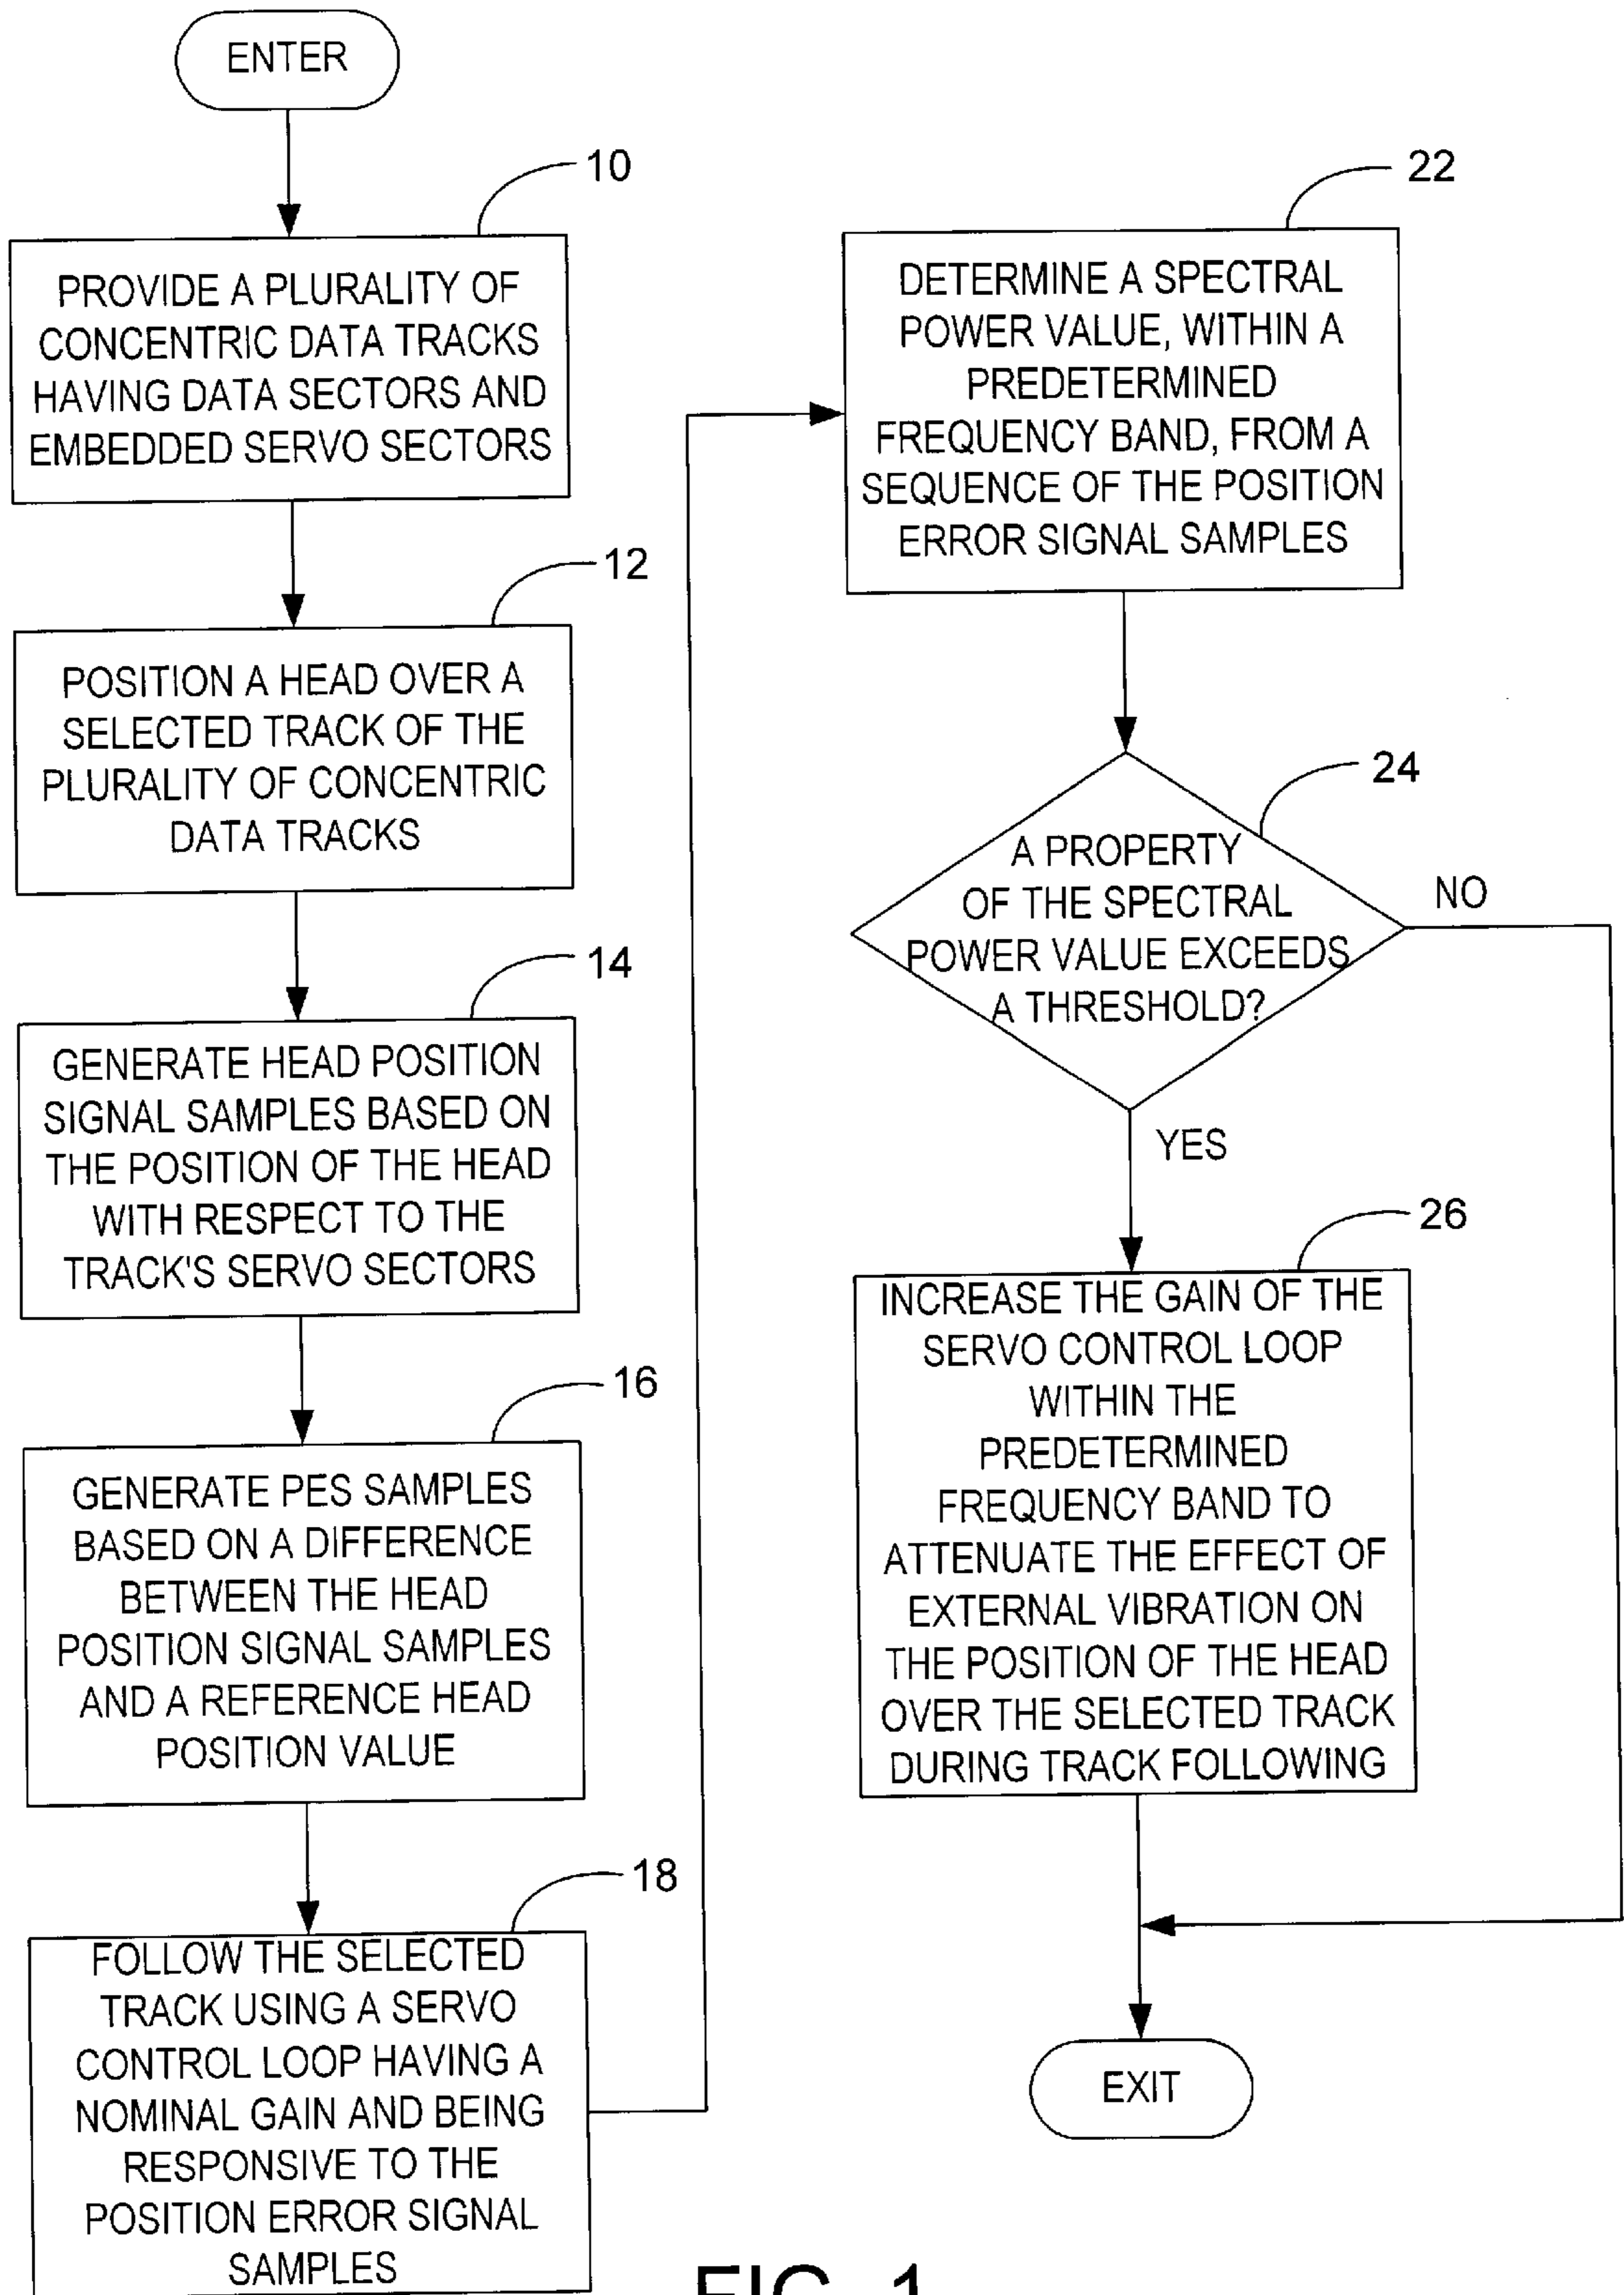 ENTER
10
PROVIDE A PLURALITY OF
CONCENTRIC DATA TRACKS
HAVING DATA SECTORS AND
EMBEDDED SERVO SECTORS
12
POSITION A HEAD OVER A
SELECTED TRACK OF THE
PLURALITY OF CONCENTRIC
DATA TRACKS
14
GENERATE HEAD POSITION
SIGNAL SAMPLES BASED ON
THE POSITION OF THE HEAD
WITH RESPECT TO THE
TRACK'S SERVO SECTORS
16
GENERATE PES SAMPLES
BASED ON A DIFFERENCE
BETWEEN THE HEAD
POSITION SIGNAL SAMPLES
AND A REFERENCE HEAD
POSITION VALUE
18
FOLLOW THE SELECTED
TRACK USING A SERVO
CONTROL LOOP HAVING A
NOMINAL GAIN AND BEING
RESPONSIVE TO THE
POSITION ERROR SIGNAL
SAMPLES
22
DETERMINE A SPECTRAL
POWER VALUE, WITHIN A
PREDETERMINED
FREQUENCY BAND, FROM A
SEQUENCE OF THE POSITION
ERROR SIGNAL SAMPLES
24
A PROPERTY
OF THE SPECTRAL
POWER VALUE EXCEEDS
A THRESHOLD?
NO
YES
26
INCREASE THE GAIN OF THE
SERVO CONTROL LOOP
WITHIN THE
PREDETERMINED
FREQUENCY BAND TO
ATTENUATE THE EFFECT OF
EXTERNAL VIBRATION ON
THE POSITION OF THE HEAD
OVER THE SELECTED TRACK
DURING TRACK FOLLOWING
EXIT
FIG. 1